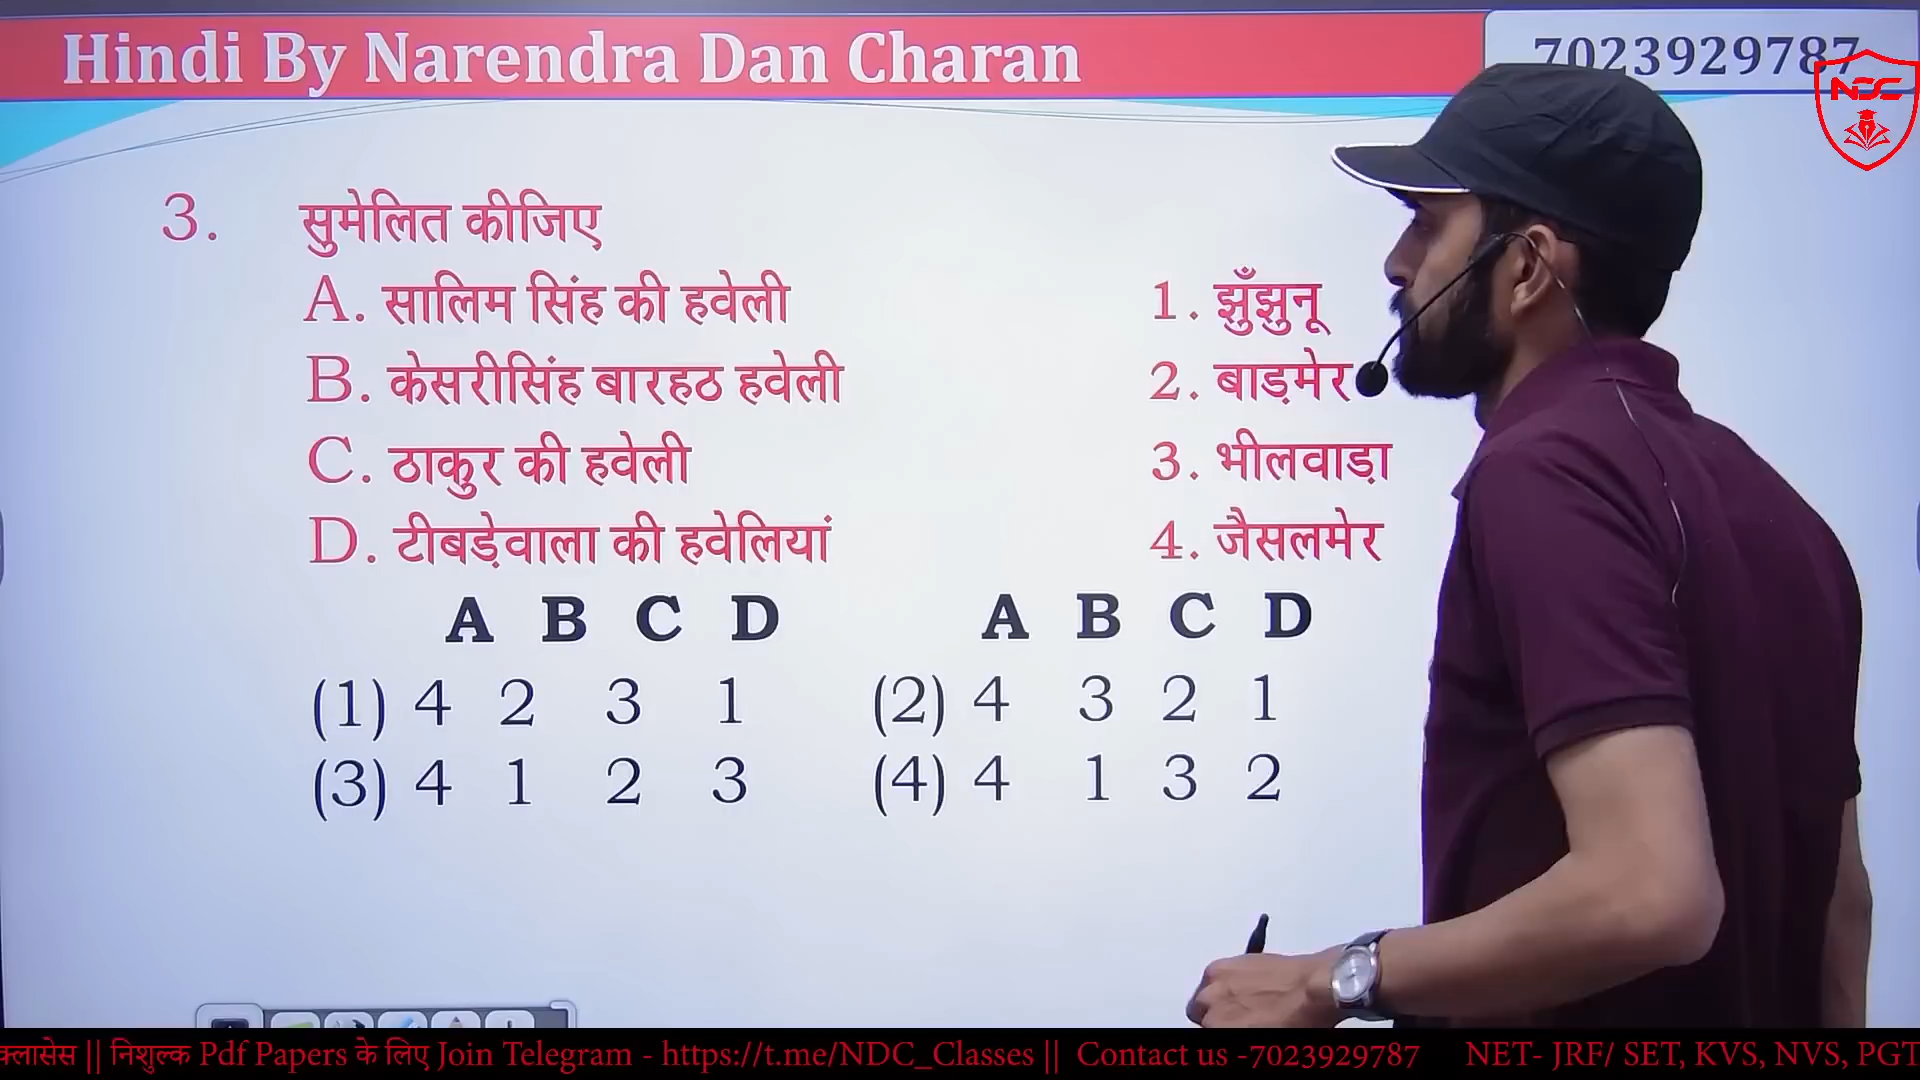 Hindi By Narendra Dan Charan
7023929787
NDC
3. सुमेलित कीजिए
A. सालिम सिंह की हवेली 1. झुँझुनू
B. केसरीसिंह बारहठ हवेली 2. बाड़मेर
C. ठाकुर की हवेली 3. भीलवाड़ा
D. टीबड़ेवाला की हवेलियां 4. जैसलमेर
A B C D A B C D
(1) 4 2 3 1 (2) 4 3 2 1
(3) 4 1 2 3 (4) 4 1 3 2
क्लासेस || निशुल्क Pdf Papers के लिए Join Telegram - https://t.me/NDC_Classes || Contact us -7023929787 NET- JRF/ SET, KVS, NVS, PGT